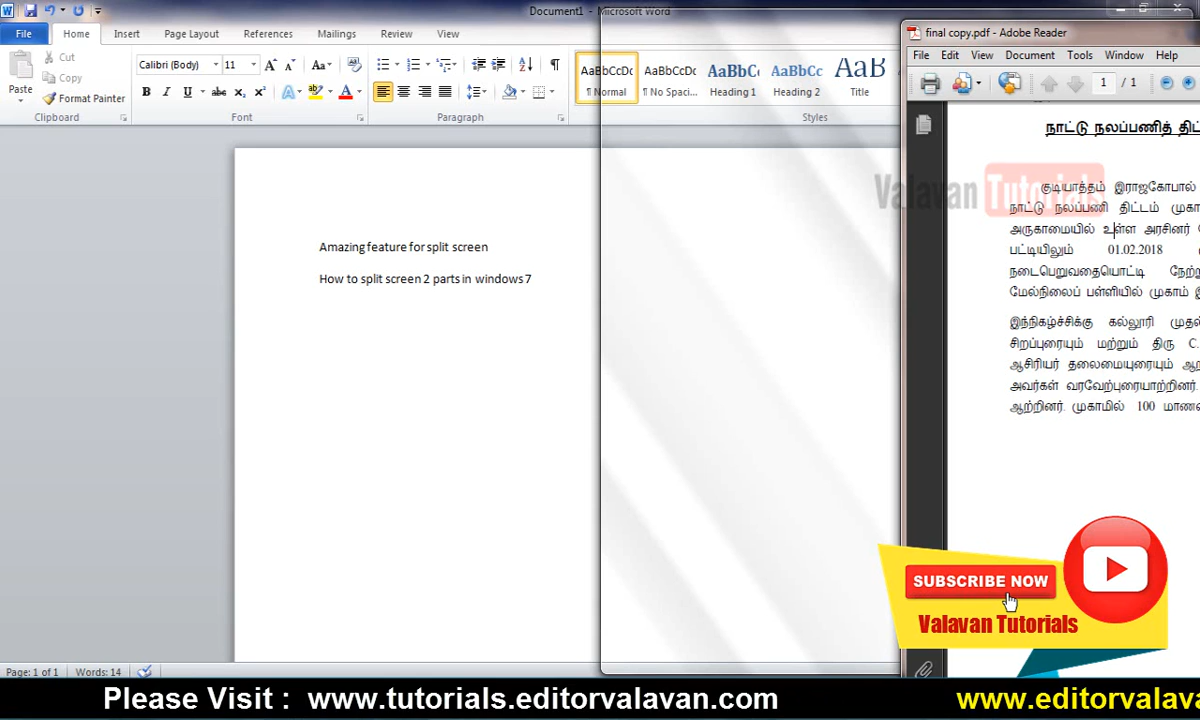 Document1 - Microsoft Word
File Home Insert Page Layout References Mailings Review View
Cut
Copy
Paste
Format Painter
Calibri (Body) 11
Clipboard Font Paragraph Styles
AaBbCcDc AaBbCcDc AaBbC AaBbCc AaB
¶ Normal ¶ No Spaci... Heading 1 Heading 2 Title
Amazing feature for split screen
How to split screen 2 parts in windows 7
Page: 1 of 1 Words: 14
final copy.pdf - Adobe Reader
File Edit View Document Tools Window Help
1 / 1
நாட்டு நலப்பணித்
Valavan Tutorials
குடியாத்தம் இராஜகோபால்
நாட்டு நலப்பணி திட்டம்
அருகாமையில் உள்ள அரசினர்
பட்டியிலும் 01.02.2018
நடைபெறுவதையொட்டி
மேல்நிலைப் பள்ளியில் முகாம்
இந்நிகழ்ச்சிக்கு கல்லூரி
சிறப்புரையும் மற்றும் திரு C.
ஆசிரியர் தலைமையுரையும்
அவர்கள் வரவேற்புரையாற்றினர்.
ஆற்றினர். முகாமில் 100
SUBSCRIBE NOW
Valavan Tutorials
Please Visit : www.tutorials.editorvalavan.com
www.editorvalava